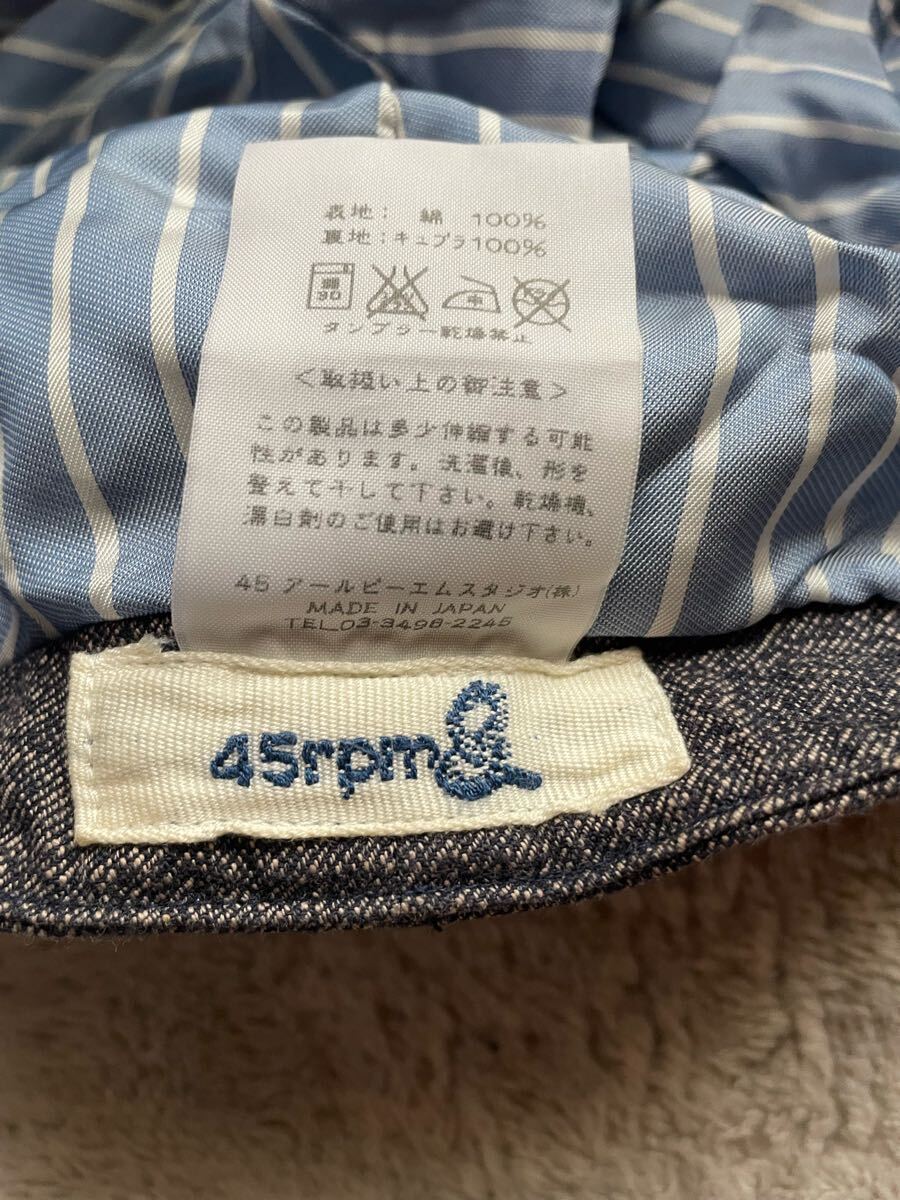 表地： 綿 100%
裏地：キュプラ100%
30 中
タンブラー乾燥禁止
＜取扱い上の御注意＞
この製品は多少伸縮する可能
性があります。洗濯後、形を
整えて干して下さい。乾燥機、
漂白剤のご使用はお避け下さい。
45 アールピーエムスタジオ(株)
MADE IN JAPAN
TEL.03-3498-2245
45rpm